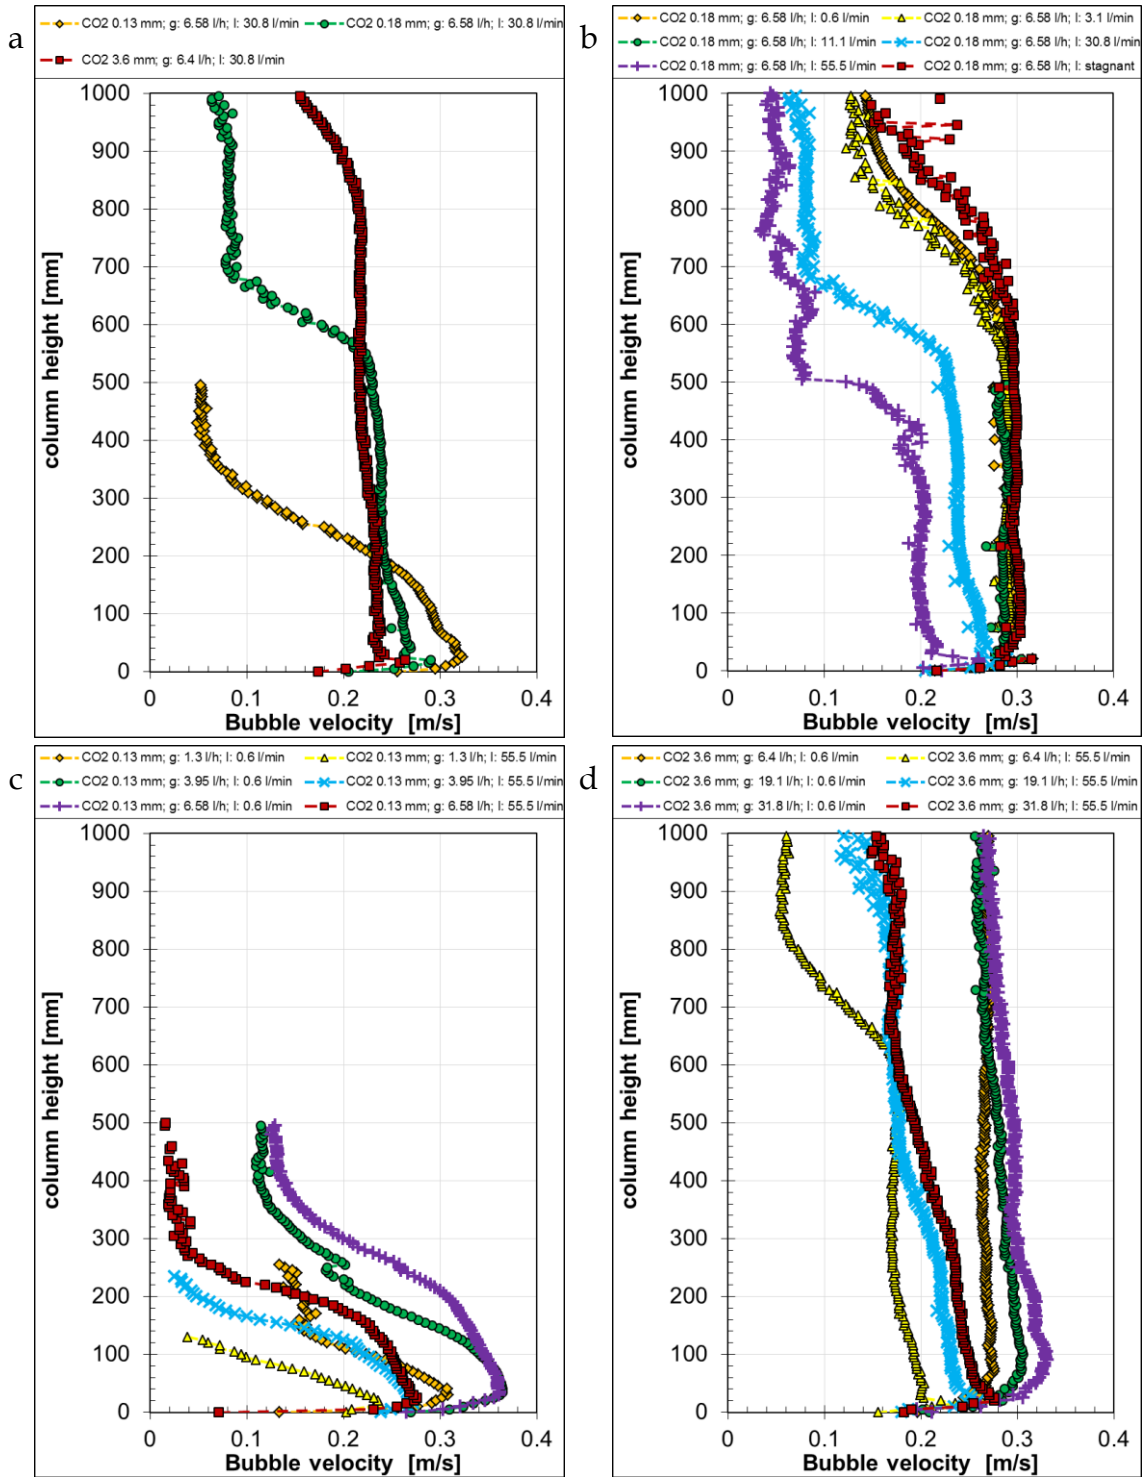 a
CO2 0.13 mm; g: 6.58 l/h; l: 30.8 l/min
CO2 0.18 mm; g: 6.58 l/h; l: 30.8 l/min
CO2 3.6 mm; g: 6.4 l/h; l: 30.8 l/min
1000
900
800
700
600
500
400
300
200
100
0
column height [mm]
0 0.1 0.2 0.3 0.4
Bubble velocity [m/s]
b
CO2 0.18 mm; g: 6.58 l/h; l: 0.6 l/min
CO2 0.18 mm; g: 6.58 l/h; l: 3.1 l/min
CO2 0.18 mm; g: 6.58 l/h; l: 11.1 l/min
CO2 0.18 mm; g: 6.58 l/h; l: 30.8 l/min
CO2 0.18 mm; g: 6.58 l/h; l: 55.5 l/min
CO2 0.18 mm; g: 6.58 l/h; l: stagnant
1000
900
800
700
600
500
400
300
200
100
0
column height [mm]
0 0.1 0.2 0.3 0.4
Bubble velocity [m/s]
c
CO2 0.13 mm; g: 1.3 l/h; l: 0.6 l/min
CO2 0.13 mm; g: 1.3 l/h; l: 55.5 l/min
CO2 0.13 mm; g: 3.95 l/h; l: 0.6 l/min
CO2 0.13 mm; g: 3.95 l/h; l: 55.5 l/min
CO2 0.13 mm; g: 6.58 l/h; l: 0.6 l/min
CO2 0.13 mm; g: 6.58 l/h; l: 55.5 l/min
1000
900
800
700
600
500
400
300
200
100
0
column height [mm]
0 0.1 0.2 0.3 0.4
Bubble velocity [m/s]
d
CO2 3.6 mm; g: 6.4 l/h; l: 0.6 l/min
CO2 3.6 mm; g: 6.4 l/h; l: 55.5 l/min
CO2 3.6 mm; g: 19.1 l/h; l: 0.6 l/min
CO2 3.6 mm; g: 19.1 l/h; l: 55.5 l/min
CO2 3.6 mm; g: 31.8 l/h; l: 0.6 l/min
CO2 3.6 mm; g: 31.8 l/h; l: 55.5 l/min
1000
900
800
700
600
500
400
300
200
100
0
column height [mm]
0 0.1 0.2 0.3 0.4
Bubble velocity [m/s]